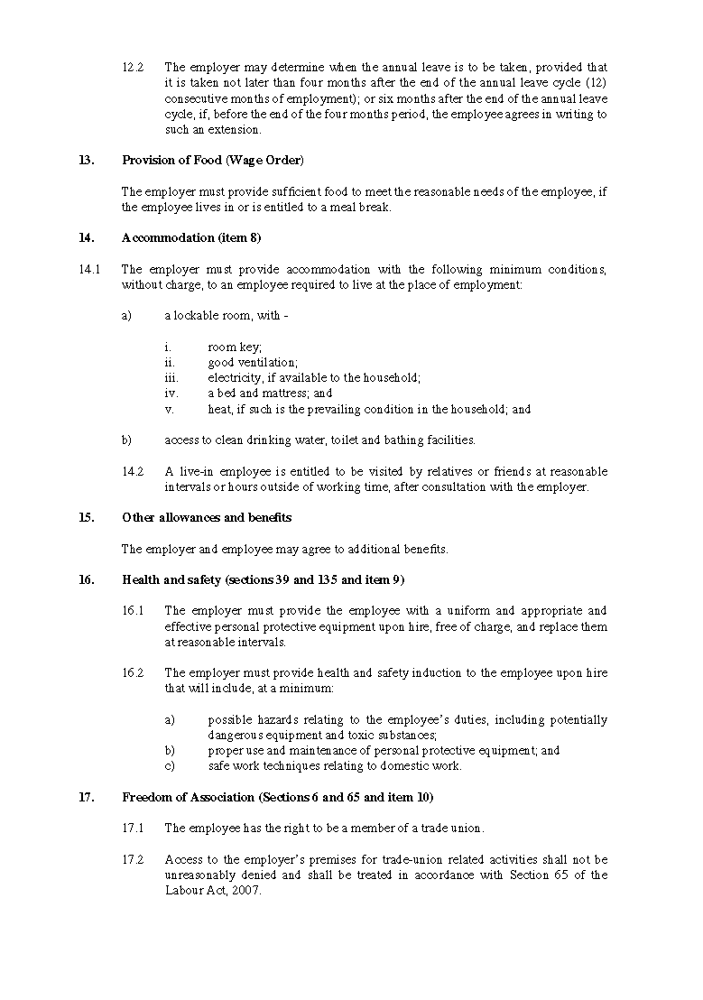 12.2 The employer may determine when the annual leave is to be taken, provided that
it is taken not later than four months after the end of the annual leave cycle (12)
consecutive months of employment); or six months after the end of the annual leave
cycle, if, before the end of the four months period, the employee agrees in writing to
such an extension.
13. Provision of Food (Wage Order)
The employer must provide sufficient food to meet the reasonable needs of the employee, if
the employee lives in or is entitled to a meal break.
14. Accommodation (item 8)
14.1 The employer must provide accommodation with the following minimum conditions,
without charge, to an employee required to live at the place of employment:
a) a lockable room, with -
i. room key;
ii. good ventilation;
iii. electricity, if available to the household;
iv. a bed and mattress; and
v. heat, if such is the prevailing condition in the household; and
b) access to clean drinking water, toilet and bathing facilities.
14.2 A live-in employee is entitled to be visited by relatives or friends at reasonable
intervals or hours outside of working time, after consultation with the employer.
15. Other allowances and benefits
The employer and employee may agree to additional benefits.
16. Health and safety (sections 39 and 135 and item 9)
16.1 The employer must provide the employee with a uniform and appropriate and
effective personal protective equipment upon hire, free of charge, and replace them
at reasonable intervals.
16.2 The employer must provide health and safety induction to the employee upon hire
that will include, at a minimum:
a) possible hazards relating to the employee's duties, including potentially
dangerous equipment and toxic substances;
b) proper use and maintenance of personal protective equipment; and
c) safe work techniques relating to domestic work.
17. Freedom of Association (Sections 6 and 65 and item 10)
17.1 The employee has the right to be a member of a trade union.
17.2 Access to the employer's premises for trade-union related activities shall not be
unreasonably denied and shall be treated in accordance with Section 65 of the
Labour Act, 2007.